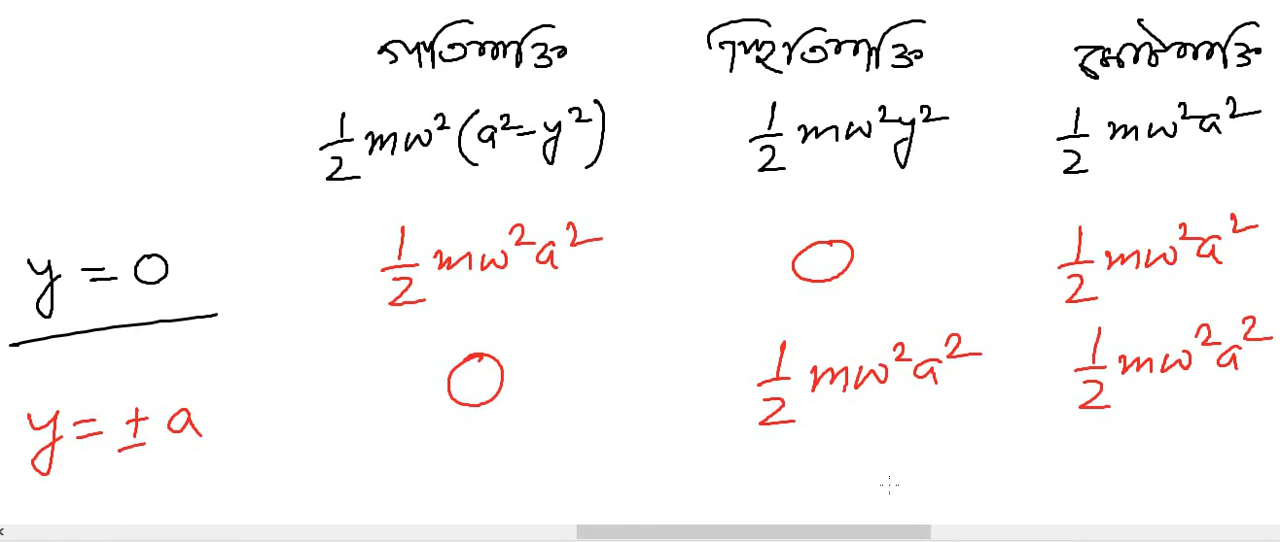 গতিশক্তি স্থিতিশক্তি মোটশক্তি
½ mω²(a²-y²) ½ mω²y² ½ mω²a²
y = 0 ½ mω²a² 0 ½ mω²a²
y = ± a 0 ½ mω²a² ½ mω²a²